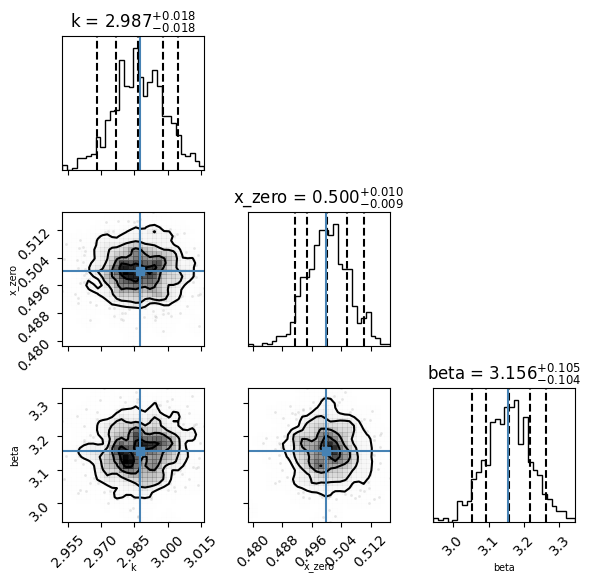 k = 2.987+0.018−0.018
x_zero = 0.500+0.010−0.009
x_zero
0.512
0.504
0.496
0.488
0.480
beta = 3.156+0.105−0.104
beta
3.3
3.2
3.1
3.0
2.955 2.970 2.985 3.000 3.015
k
0.480 0.488 0.496 0.504 0.512
x_zero
3.0 3.1 3.2 3.3
beta